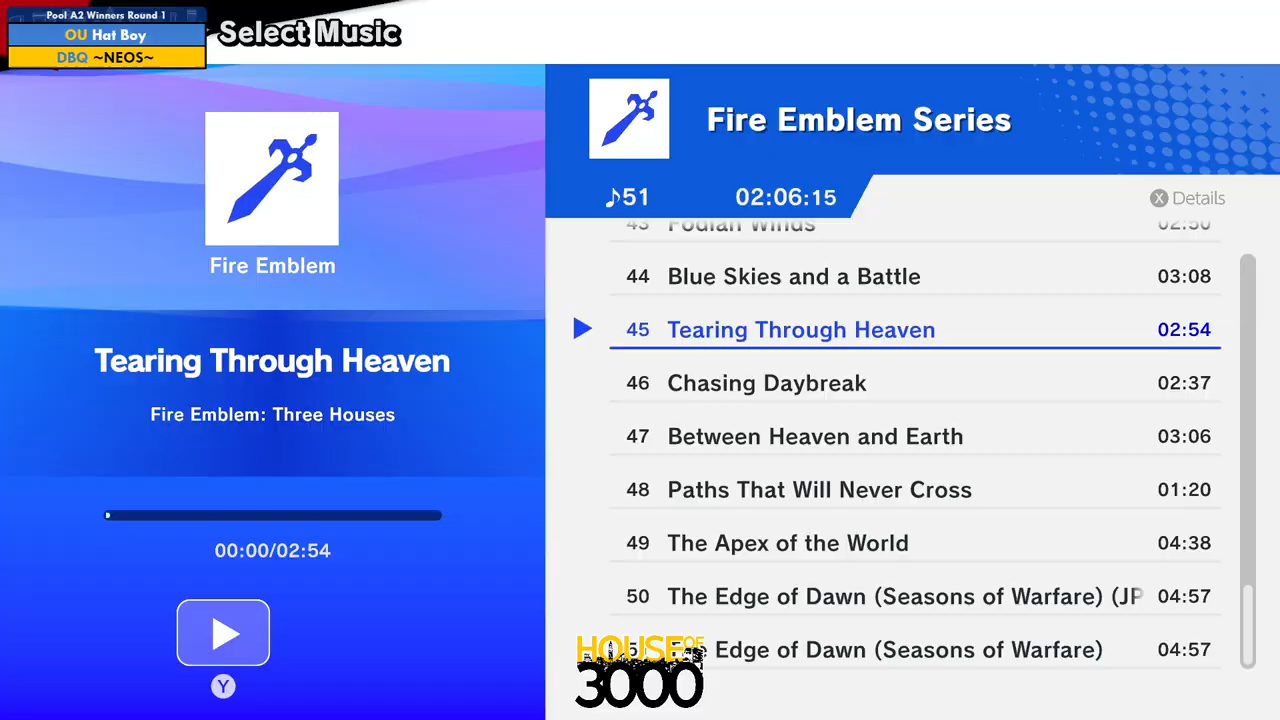 Pool A2 Winners Round 1
OU Hat Boy
DBQ ~NEOS~
Select Music
Fire Emblem
Tearing Through Heaven
Fire Emblem: Three Houses
00:00/02:54
Y
Fire Emblem Series
♪51 02:06:15
X Details
43 Fódlan Winds 02:50
44 Blue Skies and a Battle 03:08
45 Tearing Through Heaven 02:54
46 Chasing Daybreak 02:37
47 Between Heaven and Earth 03:06
48 Paths That Will Never Cross 01:20
49 The Apex of the World 04:38
50 The Edge of Dawn (Seasons of Warfare) (JP 04:57
Edge of Dawn (Seasons of Warfare) 04:57
HOUSE OF
3000